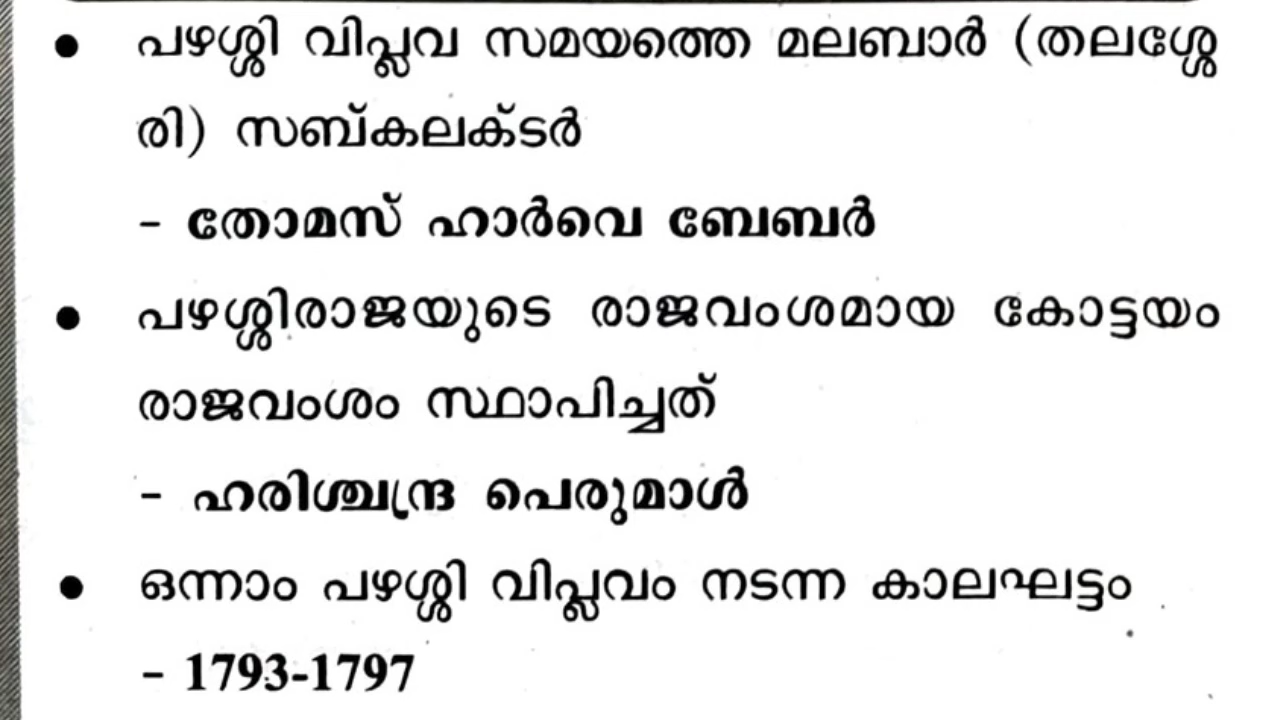 • പഴശ്ശി വിപ്ലവ സമയത്തെ മലബാർ (തലശ്ശേ
രി) സബ്കലക്ടർ
- തോമസ് ഹാർവെ ബേബർ
• പഴശ്ശിരാജയുടെ രാജവംശമായ കോട്ടയം
രാജവംശം സ്ഥാപിച്ചത്
- ഹരിശ്ചന്ദ്ര പെരുമാൾ
• ഒന്നാം പഴശ്ശി വിപ്ലവം നടന്ന കാലഘട്ടം
- 1793-1797